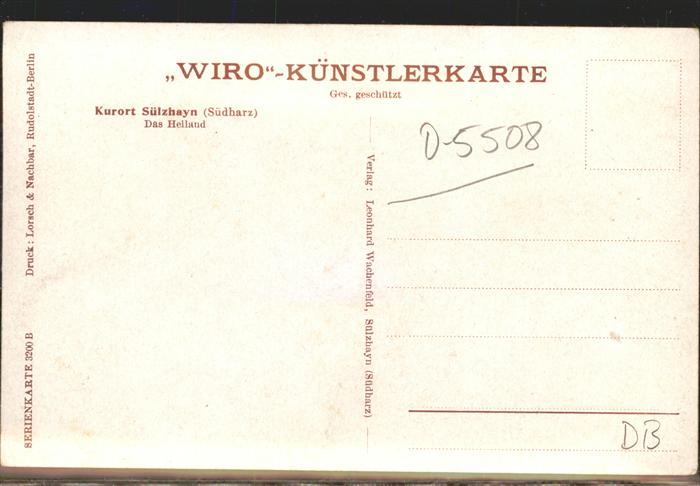 „WIRO“-KÜNSTLERKARTE
Ges. geschützt
Kurort Sülzhayn (Südharz)
Das Helland
D-5508
Druck: Lorsch & Nachbar, Rudolstadt-Berlin
SERIENKARTE 3200 B
Verlag: Leonhard Wachenfeld, Sülzhayn (Südharz)
DB